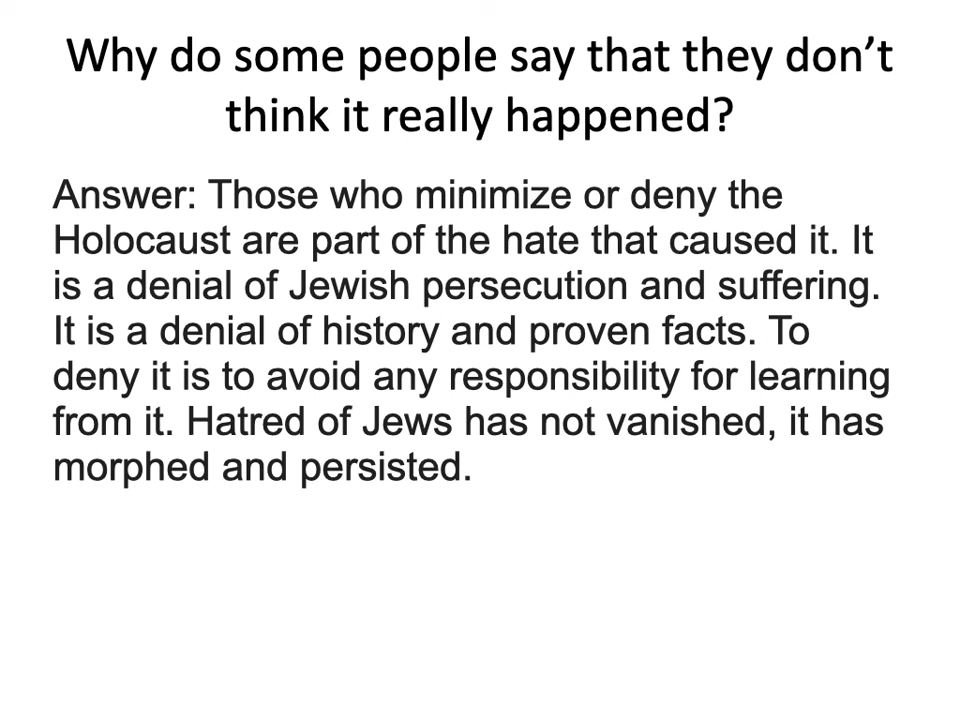 Why do some people say that they don’t
think it really happened?
Answer: Those who minimize or deny the
Holocaust are part of the hate that caused it. It
is a denial of Jewish persecution and suffering.
It is a denial of history and proven facts. To
deny it is to avoid any responsibility for learning
from it. Hatred of Jews has not vanished, it has
morphed and persisted.